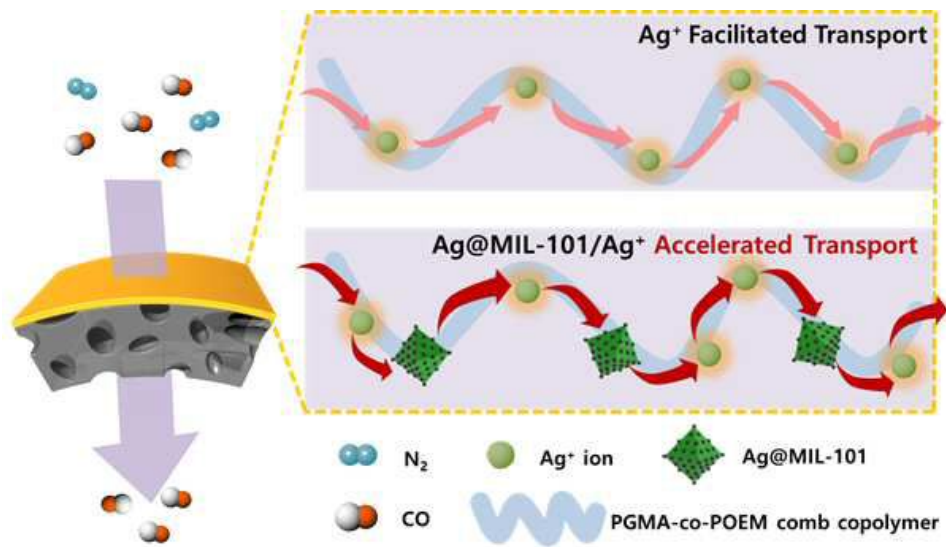 Ag⁺ Facilitated Transport
Ag@MIL-101/Ag⁺ Accelerated Transport
N₂
Ag⁺ ion
Ag@MIL-101
CO
PGMA-co-POEM comb copolymer